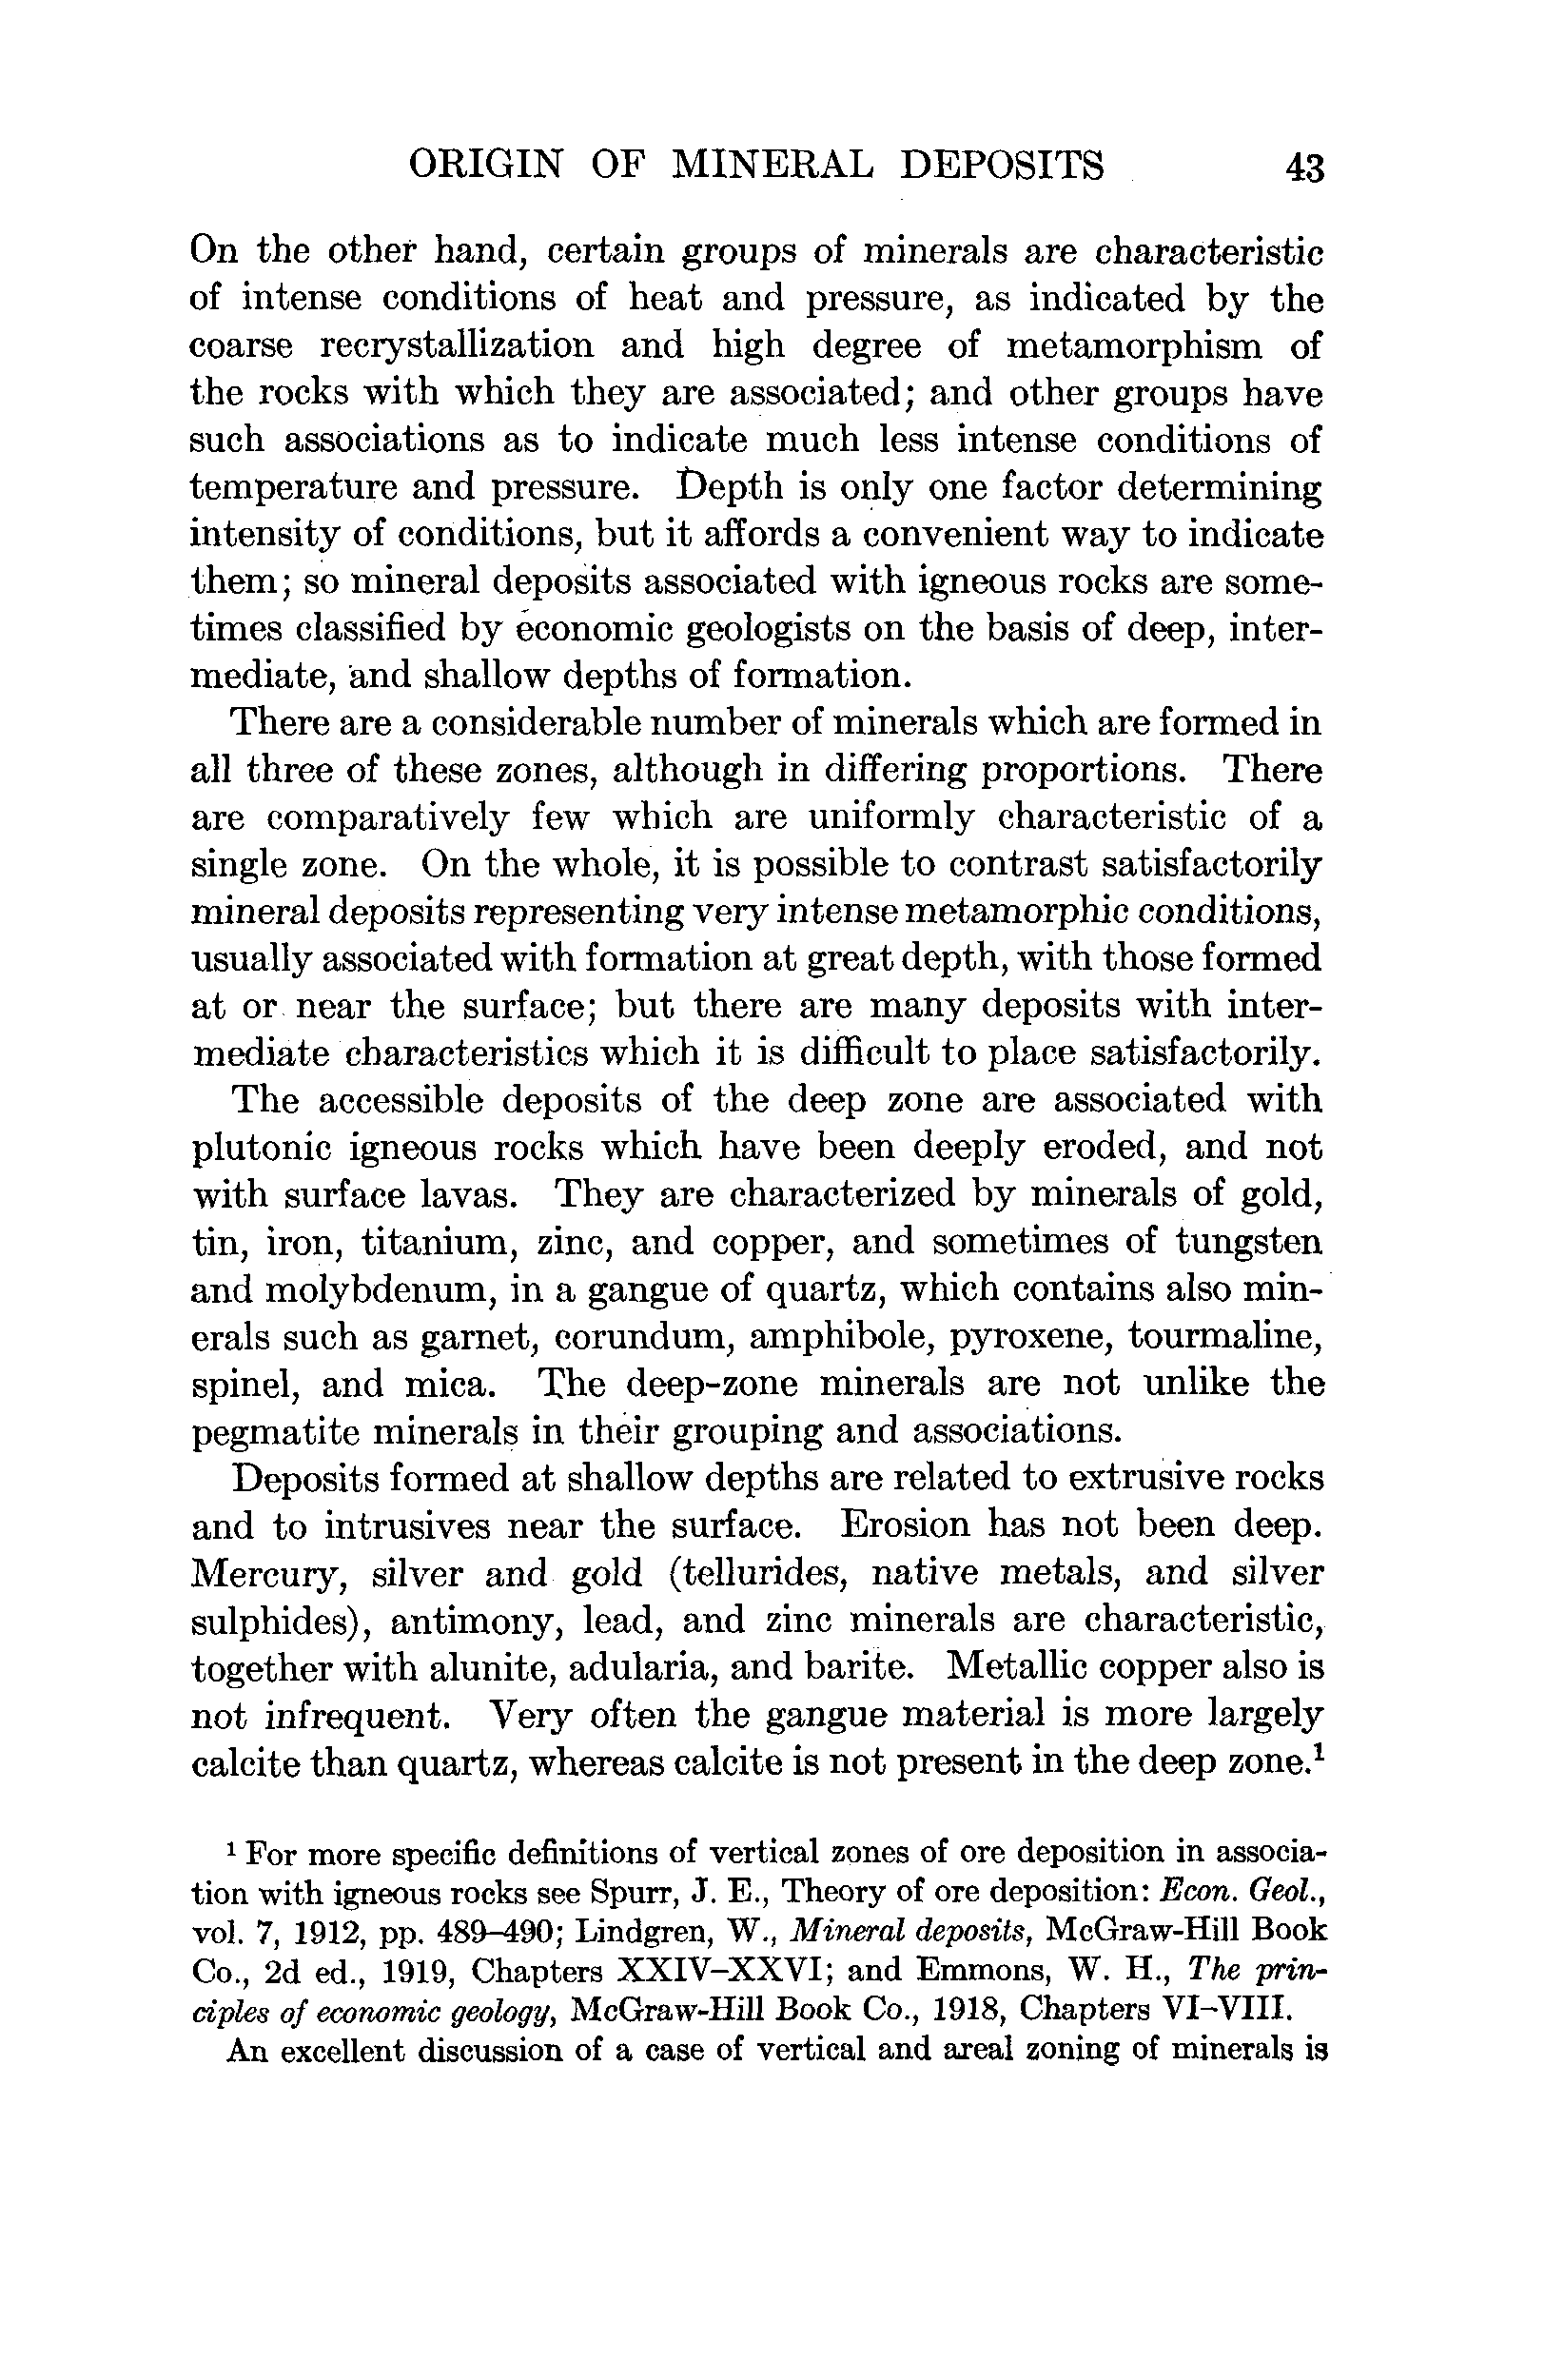 ORIGIN OF MINERAL DEPOSITS 43
On the other hand, certain groups of minerals are characteristic
of intense conditions of heat and pressure, as indicated by the
coarse recrystallization and high degree of metamorphism of
the rocks with which they are associated; and other groups have
such associations as to indicate much less intense conditions of
temperature and pressure. Depth is only one factor determining
intensity of conditions, but it affords a convenient way to indicate
them; so mineral deposits associated with igneous rocks are some-
times classified by economic geologists on the basis of deep, inter-
mediate, and shallow depths of formation.
There are a considerable number of minerals which are formed in
all three of these zones, although in differing proportions. There
are comparatively few which are uniformly characteristic of a
single zone. On the whole, it is possible to contrast satisfactorily
mineral deposits representing very intense metamorphic conditions,
usually associated with formation at great depth, with those formed
at or near the surface; but there are many deposits with inter-
mediate characteristics which it is difficult to place satisfactorily.
The accessible deposits of the deep zone are associated with
plutonic igneous rocks which have been deeply eroded, and not
with surface lavas. They are characterized by minerals of gold,
tin, iron, titanium, zinc, and copper, and sometimes of tungsten
and molybdenum, in a gangue of quartz, which contains also min-
erals such as garnet, corundum, amphibole, pyroxene, tourmaline,
spinel, and mica. The deep-zone minerals are not unlike the
pegmatite minerals in their grouping and associations.
Deposits formed at shallow depths are related to extrusive rocks
and to intrusives near the surface. Erosion has not been deep.
Mercury, silver and gold (tellurides, native metals, and silver
sulphides), antimony, lead, and zinc minerals are characteristic,
together with alunite, adularia, and barite. Metallic copper also is
not infrequent. Very often the gangue material is more largely
calcite than quartz, whereas calcite is not present in the deep zone.¹
¹ For more specific definitions of vertical zones of ore deposition in associa-
tion with igneous rocks see Spurr, J. E., Theory of ore deposition: Econ. Geol.,
vol. 7, 1912, pp. 489–490; Lindgren, W., Mineral deposits, McGraw-Hill Book
Co., 2d ed., 1919, Chapters XXIV–XXVI; and Emmons, W. H., The prin-
ciples of economic geology, McGraw-Hill Book Co., 1918, Chapters VI–VIII.
An excellent discussion of a case of vertical and areal zoning of minerals is